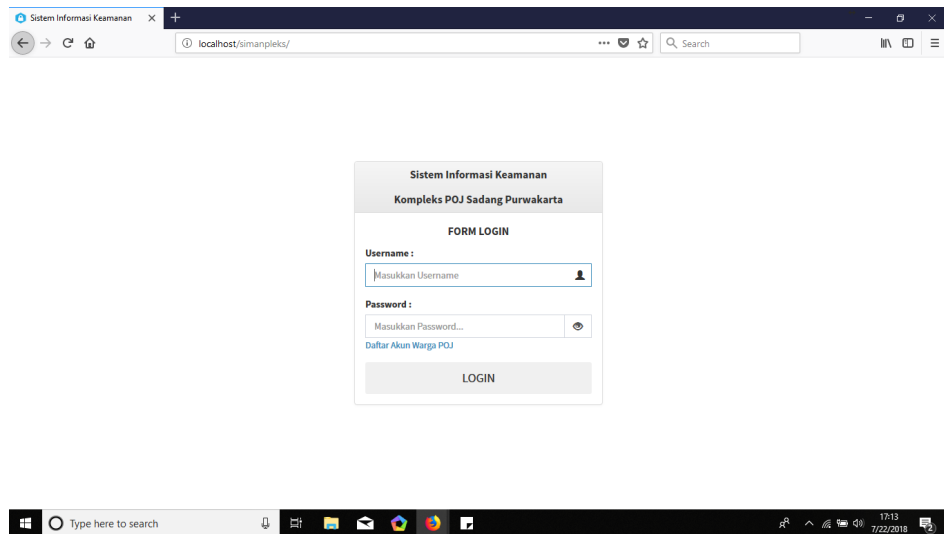 Sistem Informasi Keamanan
localhost/simanpleks/
Search
Sistem Informasi Keamanan
Kompleks POJ Sadang Purwakarta
FORM LOGIN
Username :
Masukkan Username
Password :
Masukkan Password...
Daftar Akun Warga POJ
LOGIN
Type here to search
17:13
7/22/2018
2